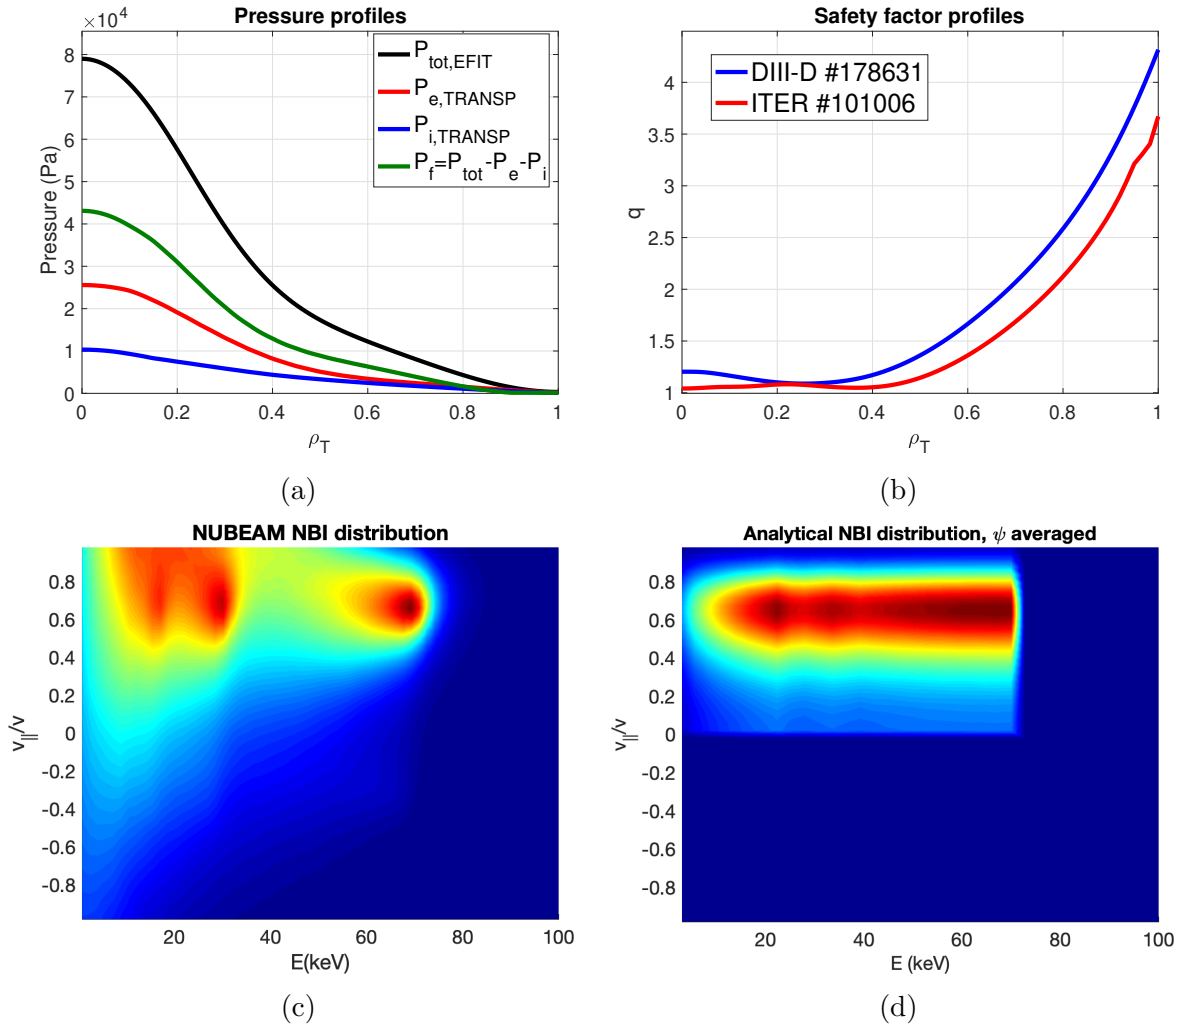 Pressure profiles
×10^4
8
7
6
5
4
3
2
1
0
Pressure (Pa)
P_tot,EFIT
P_e,TRANSP
P_i,TRANSP
P_f=P_tot-P_e-P_i
0 0.2 0.4 0.6 0.8 1
ρ_T
(a)
Safety factor profiles
4
3.5
3
2.5
2
1.5
1
q
DIII-D #178631
ITER #101006
0 0.2 0.4 0.6 0.8 1
ρ_T
(b)
NUBEAM NBI distribution
0.8
0.6
0.4
0.2
0
-0.2
-0.4
-0.6
-0.8
v_||/v
20 40 60 80 100
E(keV)
(c)
Analytical NBI distribution, ψ averaged
0.8
0.6
0.4
0.2
0
-0.2
-0.4
-0.6
-0.8
v_||/v
20 40 60 80 100
E (keV)
(d)